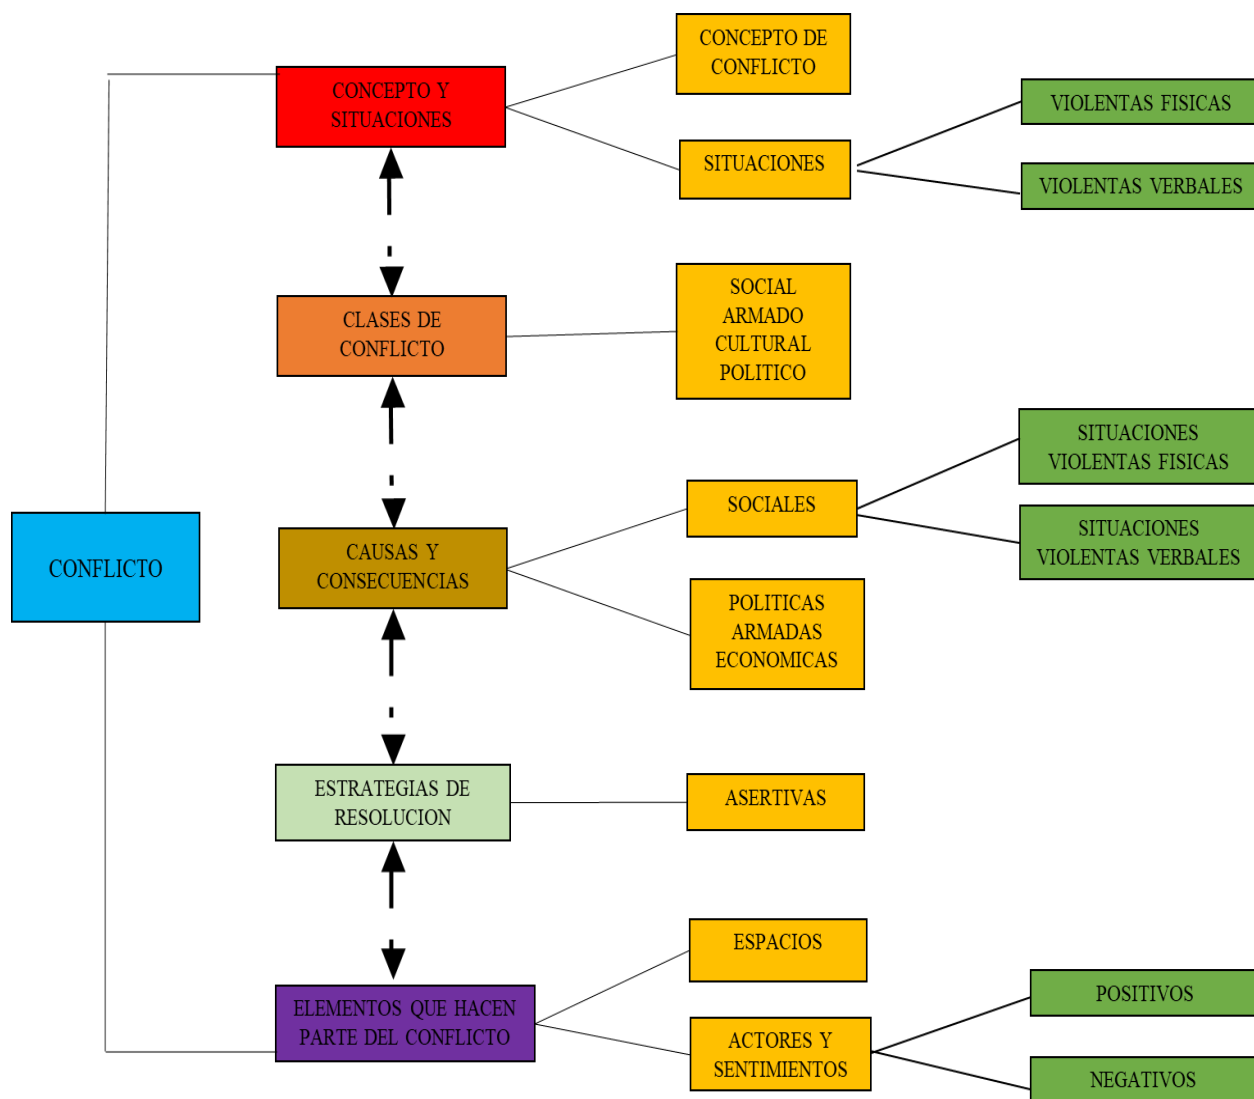 CONCEPTO DE
CONFLICTO
CONCEPTO Y
SITUACIONES
VIOLENTAS FISICAS
SITUACIONES
VIOLENTAS VERBALES
SOCIAL
ARMADO
CULTURAL
POLITICO
CLASES DE
CONFLICTO
SITUACIONES
VIOLENTAS FISICAS
SOCIALES
SITUACIONES
VIOLENTAS VERBALES
CONFLICTO
CAUSAS Y
CONSECUENCIAS
POLITICAS
ARMADAS
ECONOMICAS
ESTRATEGIAS DE
RESOLUCION
ASERTIVAS
ESPACIOS
ELEMENTOS QUE HACEN
PARTE DEL CONFLICTO
POSITIVOS
ACTORES Y
SENTIMIENTOS
NEGATIVOS